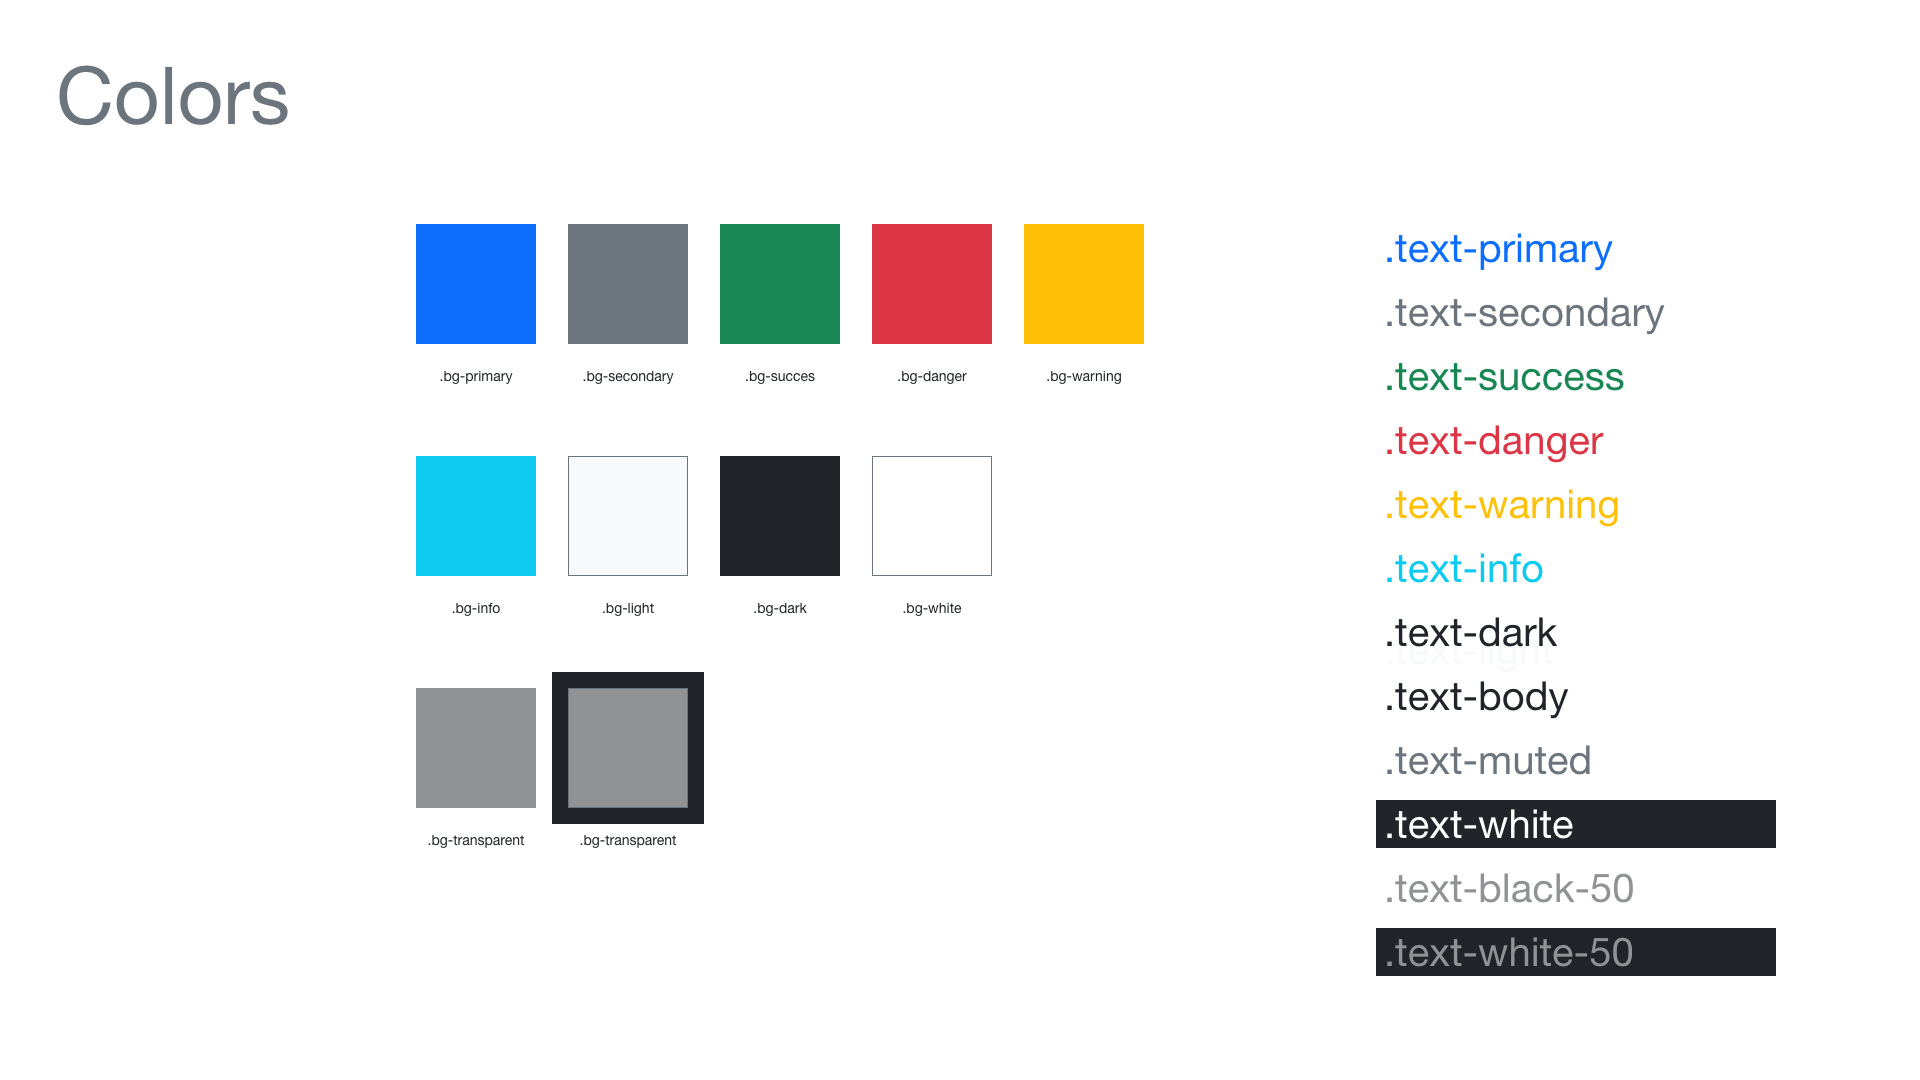 Colors
.bg-primary
.bg-secondary
.bg-succes
.bg-danger
.bg-warning
.bg-info
.bg-light
.bg-dark
.bg-white
.bg-transparent
.bg-transparent
.text-primary
.text-secondary
.text-success
.text-danger
.text-warning
.text-info
.text-dark
.text-light
.text-body
.text-muted
.text-white
.text-black-50
.text-white-50